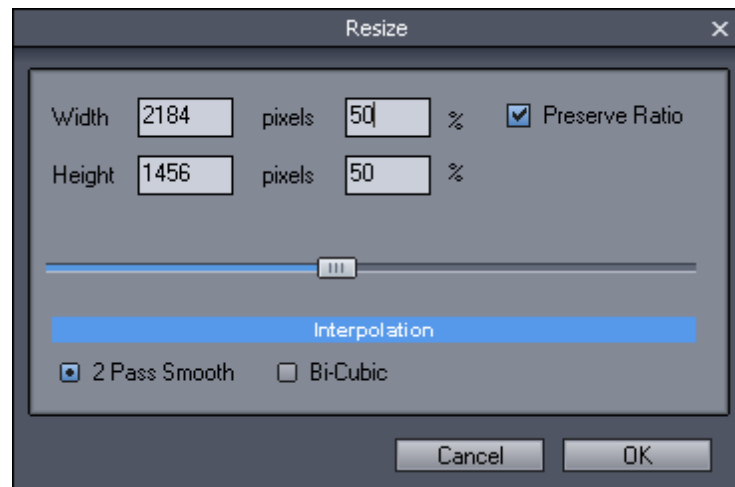 Resize
Width 2184 pixels 50 % Preserve Ratio
Height 1456 pixels 50 %
Interpolation
2 Pass Smooth Bi-Cubic
Cancel OK